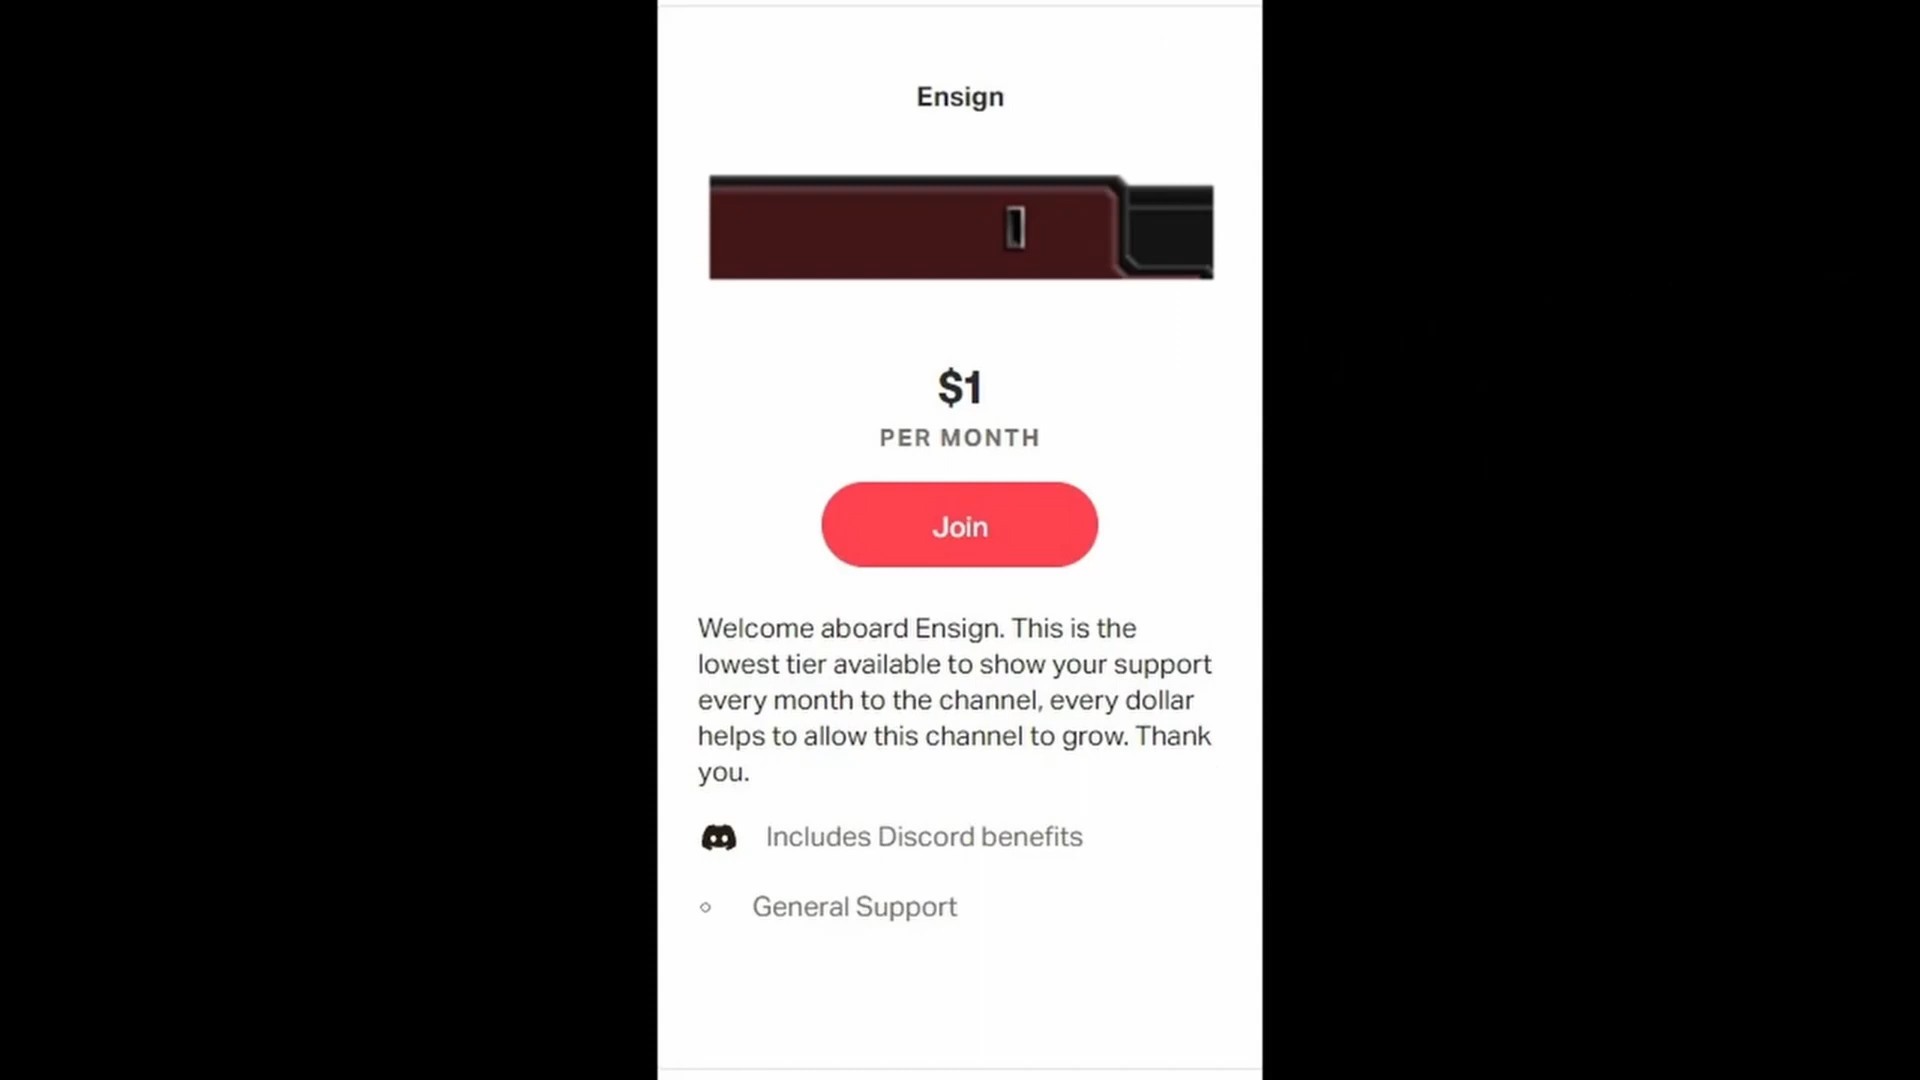 Ensign
$1
PER MONTH
Join
Welcome aboard Ensign. This is the
lowest tier available to show your support
every month to the channel, every dollar
helps to allow this channel to grow. Thank
you.
Includes Discord benefits
General Support